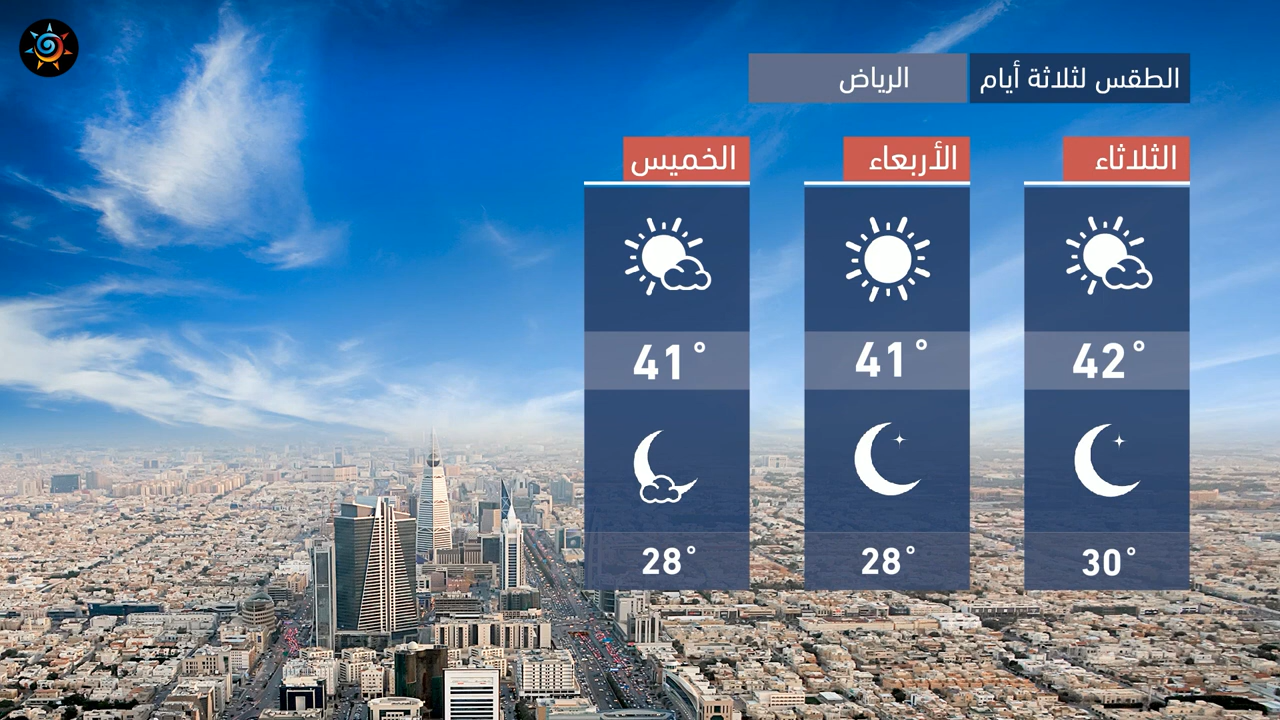 الطقس لثلاثة أيام
الرياض
الثلاثاء
الأربعاء
الخميس
42°
41°
41°
30°
28°
28°